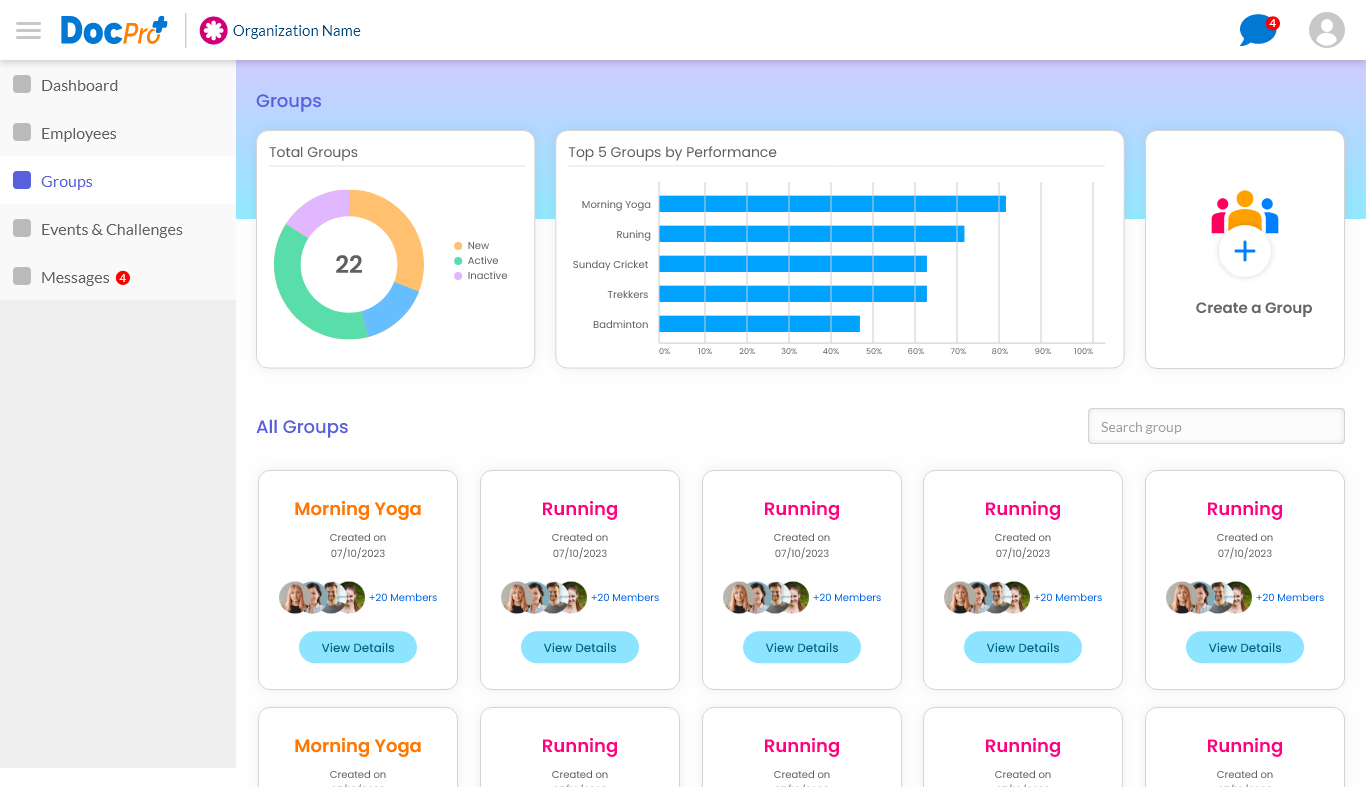 DocPro
Organization Name
4
Dashboard
Employees
Groups
Events & Challenges
Messages 4
Groups
Total Groups
22
New
Active
Inactive
Top 5 Groups by Performance
Morning Yoga
Runing
Sunday Cricket
Trekkers
Badminton
0% 10% 20% 30% 40% 50% 60% 70% 80% 90% 100%
Create a Group
All Groups
Search group
Morning Yoga
Created on
07/10/2023
+20 Members
View Details
Running
Created on
07/10/2023
+20 Members
View Details
Running
Created on
07/10/2023
+20 Members
View Details
Running
Created on
07/10/2023
+20 Members
View Details
Running
Created on
07/10/2023
+20 Members
View Details
Morning Yoga
Created on
Running
Created on
Running
Created on
Running
Created on
Running
Created on